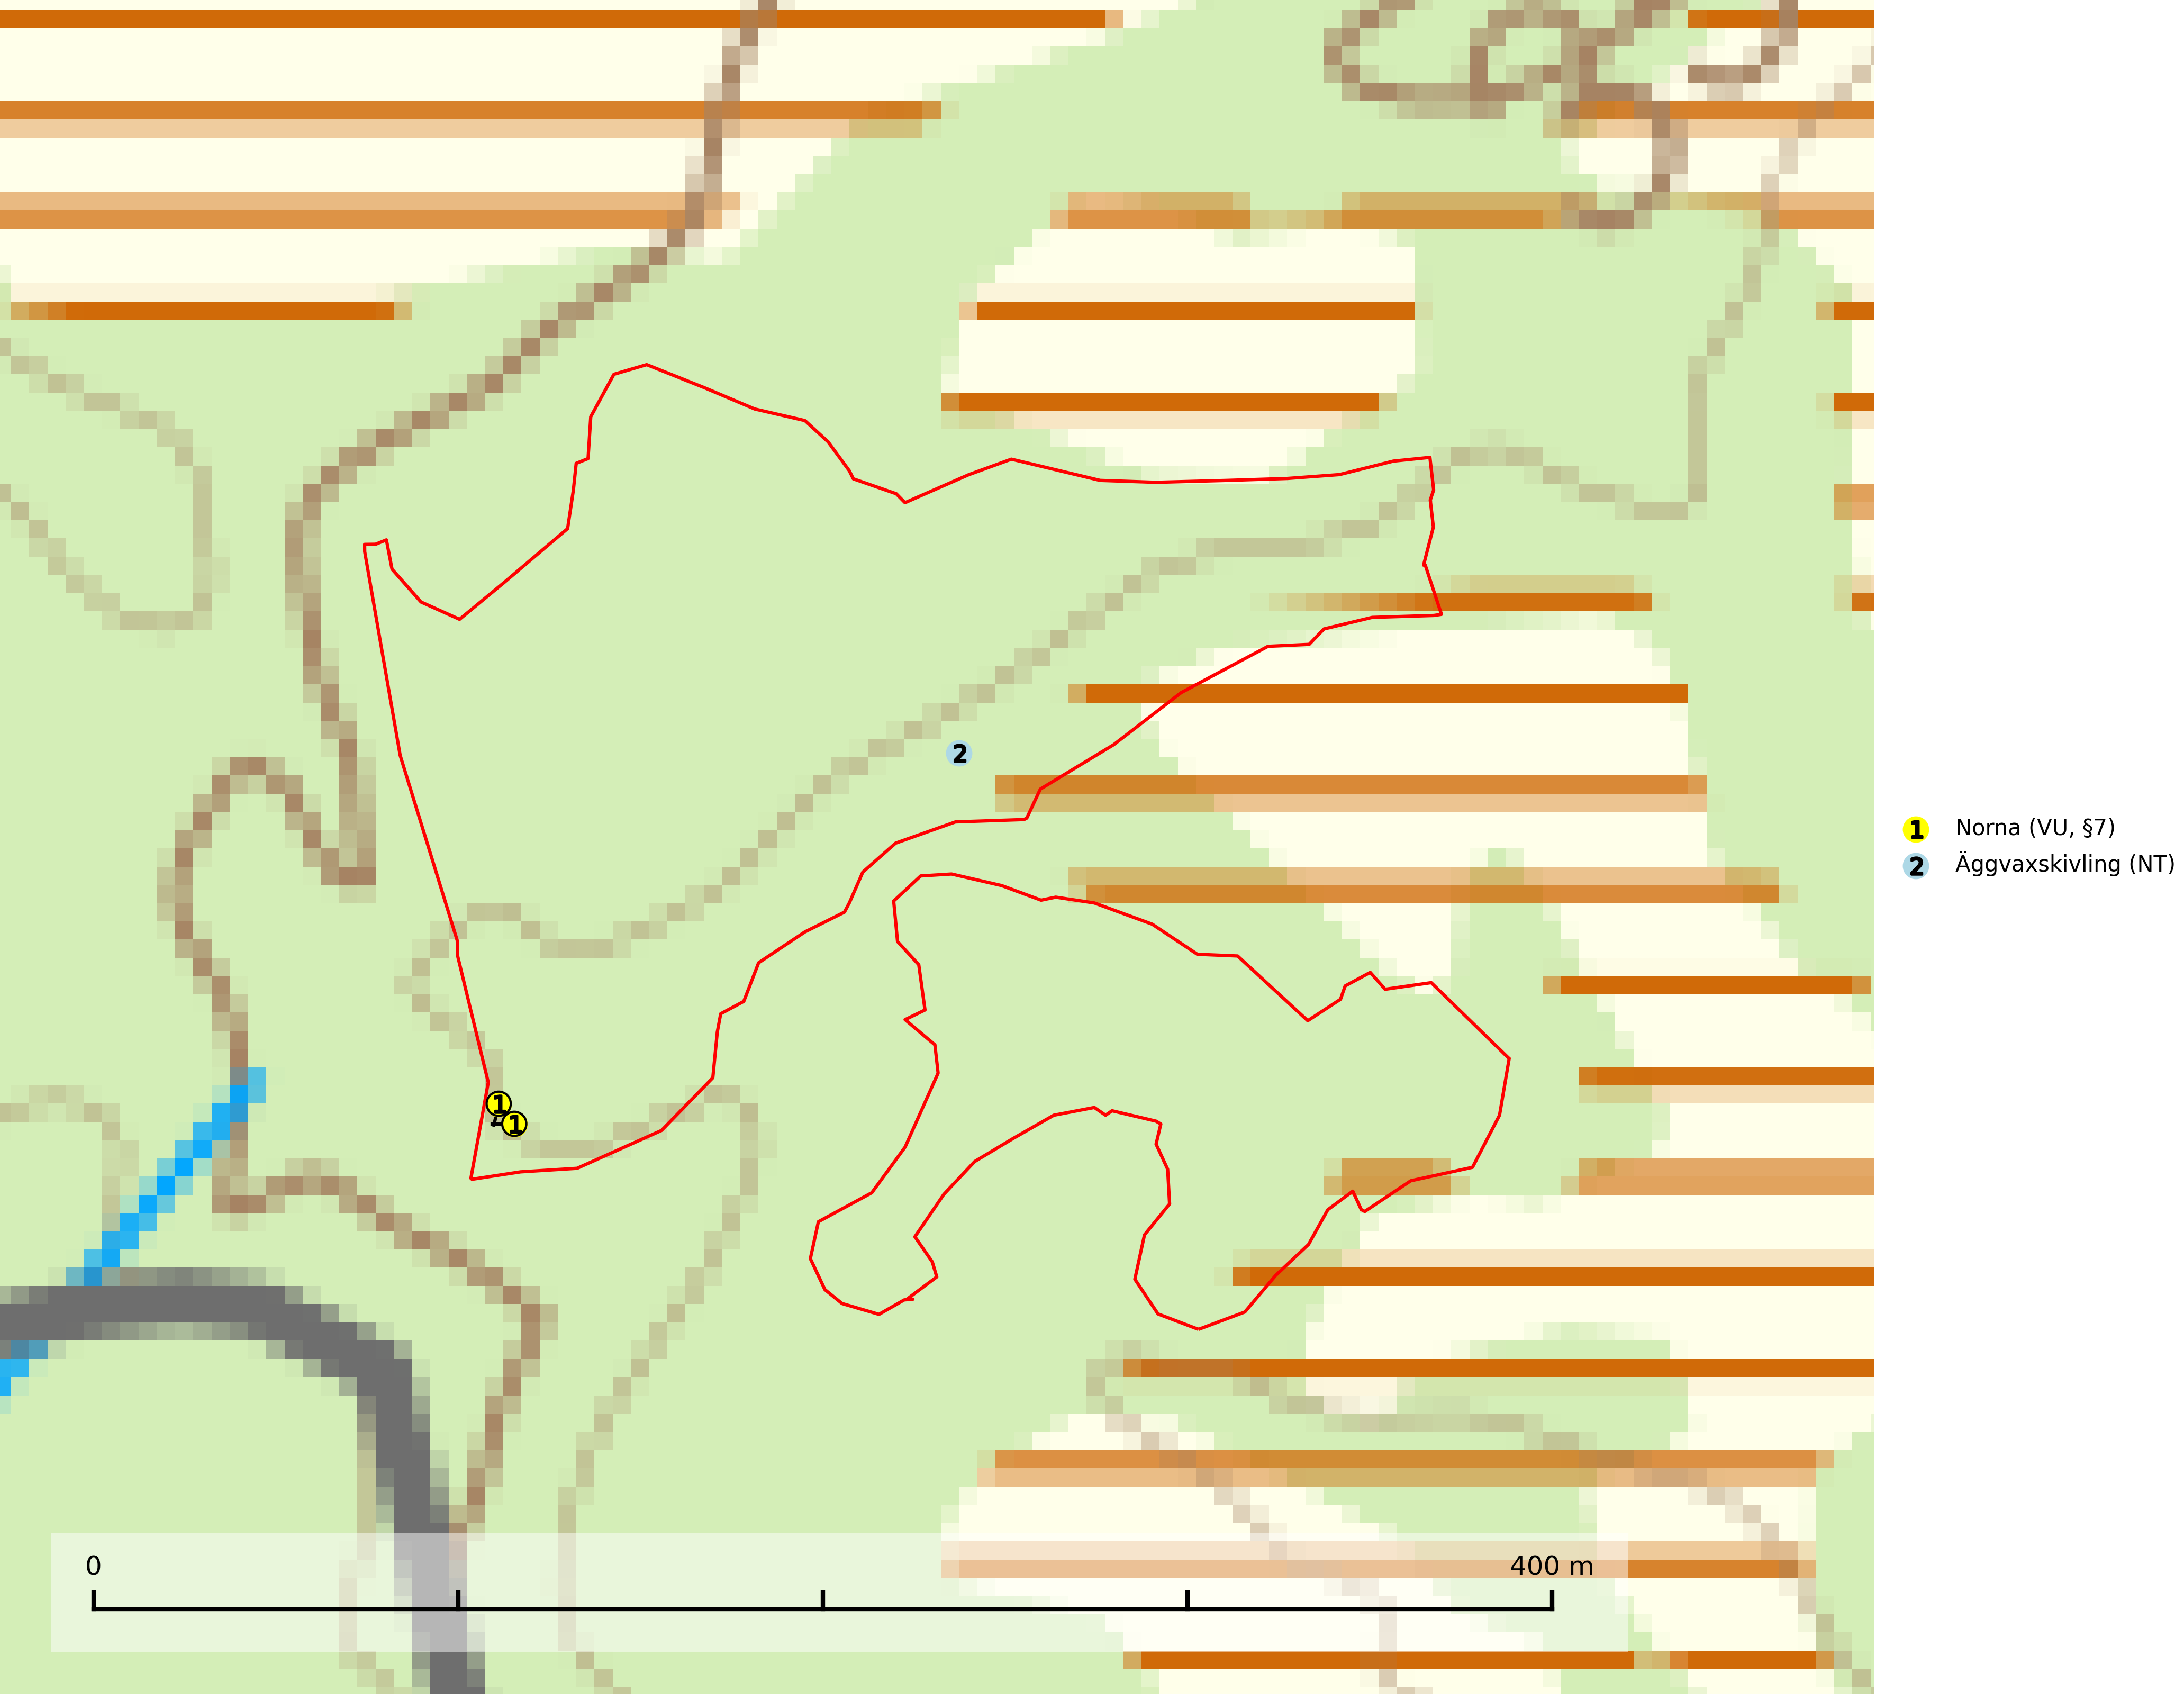 2
1
1
1 Norna (VU, §7)
2 Äggvaxskivling (NT)
0 400 m